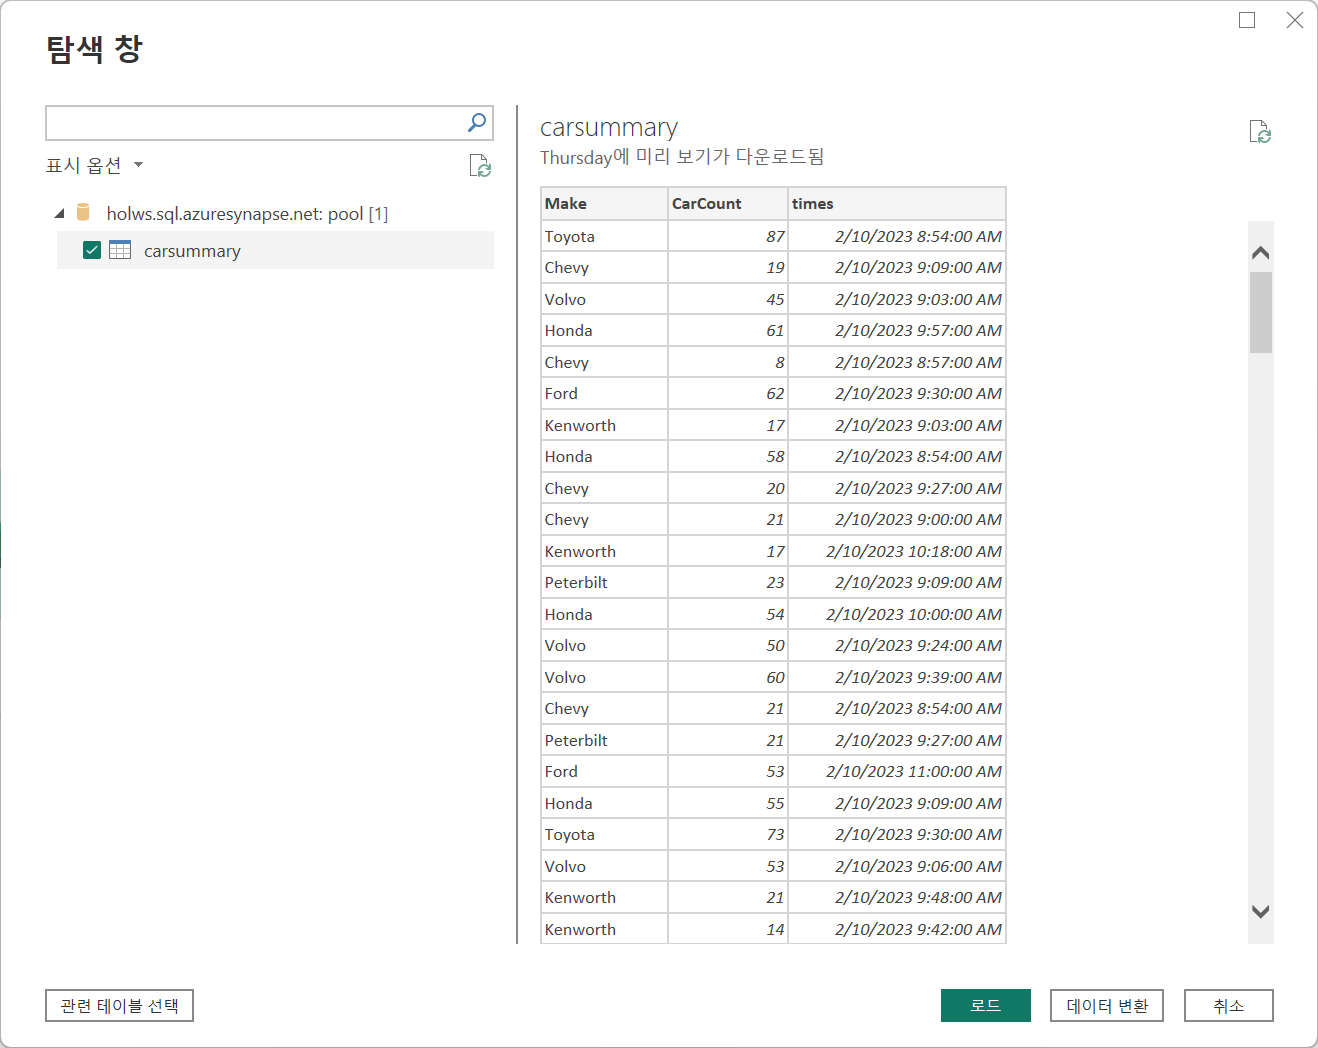 탐색 창
표시 옵션
holws.sql.azuresynapse.net: pool [1]
carsummary
carsummary
Thursday에 미리 보기가 다운로드됨
Make CarCount times
Toyota 87 2/10/2023 8:54:00 AM
Chevy 19 2/10/2023 9:09:00 AM
Volvo 45 2/10/2023 9:03:00 AM
Honda 61 2/10/2023 9:57:00 AM
Chevy 8 2/10/2023 8:57:00 AM
Ford 62 2/10/2023 9:30:00 AM
Kenworth 17 2/10/2023 9:03:00 AM
Honda 58 2/10/2023 8:54:00 AM
Chevy 20 2/10/2023 9:27:00 AM
Chevy 21 2/10/2023 9:00:00 AM
Kenworth 17 2/10/2023 10:18:00 AM
Peterbilt 23 2/10/2023 9:09:00 AM
Honda 54 2/10/2023 10:00:00 AM
Volvo 50 2/10/2023 9:24:00 AM
Volvo 60 2/10/2023 9:39:00 AM
Chevy 21 2/10/2023 8:54:00 AM
Peterbilt 21 2/10/2023 9:27:00 AM
Ford 53 2/10/2023 11:00:00 AM
Honda 55 2/10/2023 9:09:00 AM
Toyota 73 2/10/2023 9:30:00 AM
Volvo 53 2/10/2023 9:06:00 AM
Kenworth 21 2/10/2023 9:48:00 AM
Kenworth 14 2/10/2023 9:42:00 AM
관련 테이블 선택 로드 데이터 변환 취소